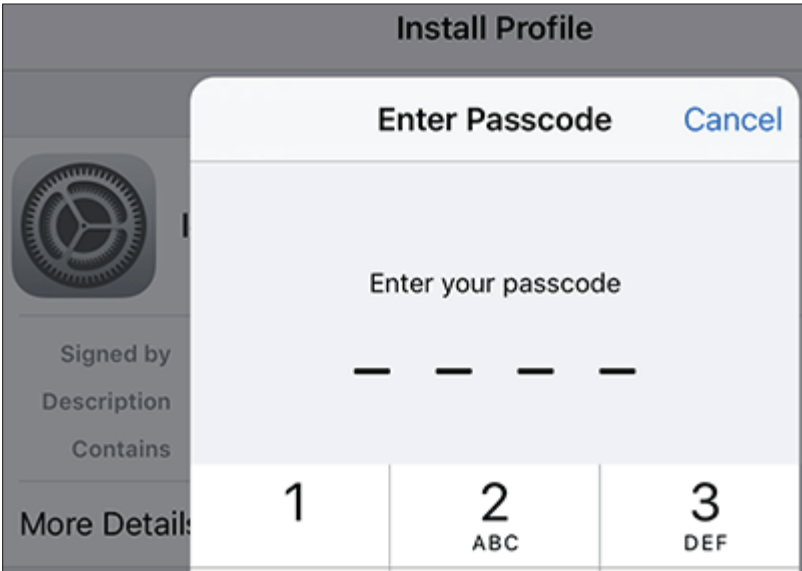 Install Profile
Enter Passcode Cancel
Enter your passcode
Signed by
Description
Contains
More Details
1 2 3
ABC DEF